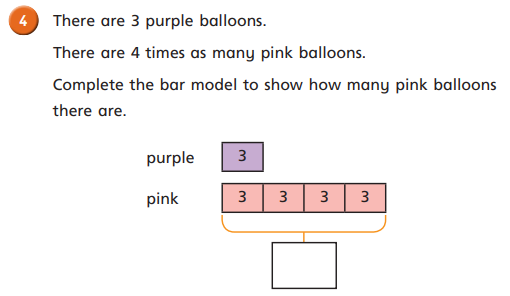 4 There are 3 purple balloons.
There are 4 times as many pink balloons.
Complete the bar model to show how many pink balloons
there are.
purple 3
pink 3 3 3 3